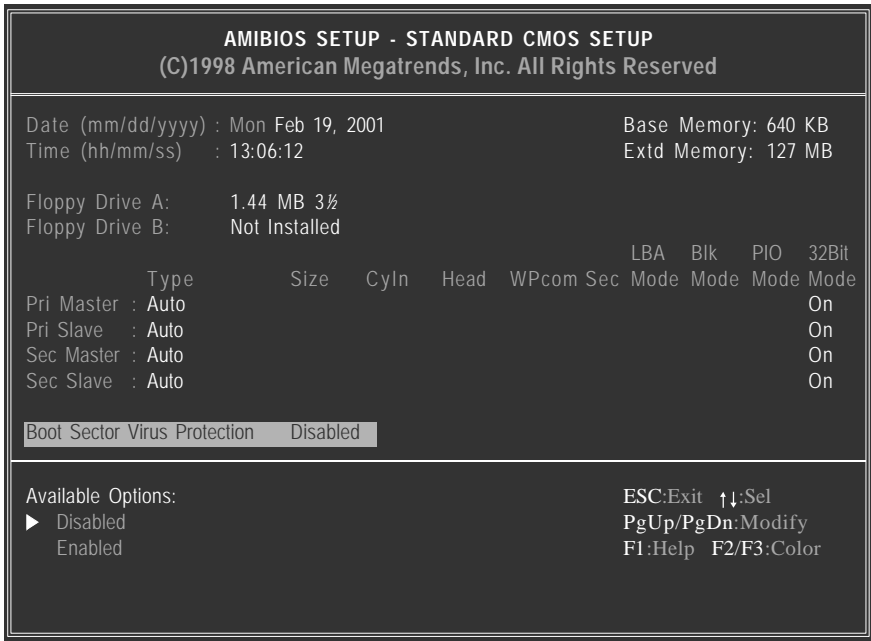 AMIBIOS SETUP - STANDARD CMOS SETUP
(C)1998 American Megatrends, Inc. All Rights Reserved
Date (mm/dd/yyyy) : Mon Feb 19, 2001 Base Memory: 640 KB
Time (hh/mm/ss) : 13:06:12 Extd Memory: 127 MB
Floppy Drive A: 1.44 MB 3½
Floppy Drive B: Not Installed
LBA Blk PIO 32Bit
Type Size Cyln Head WPcom Sec Mode Mode Mode Mode
Pri Master : Auto On
Pri Slave : Auto On
Sec Master : Auto On
Sec Slave : Auto On
Boot Sector Virus Protection Disabled
Available Options: ESC:Exit ↑↓:Sel
▶ Disabled PgUp/PgDn:Modify
Enabled F1:Help F2/F3:Color